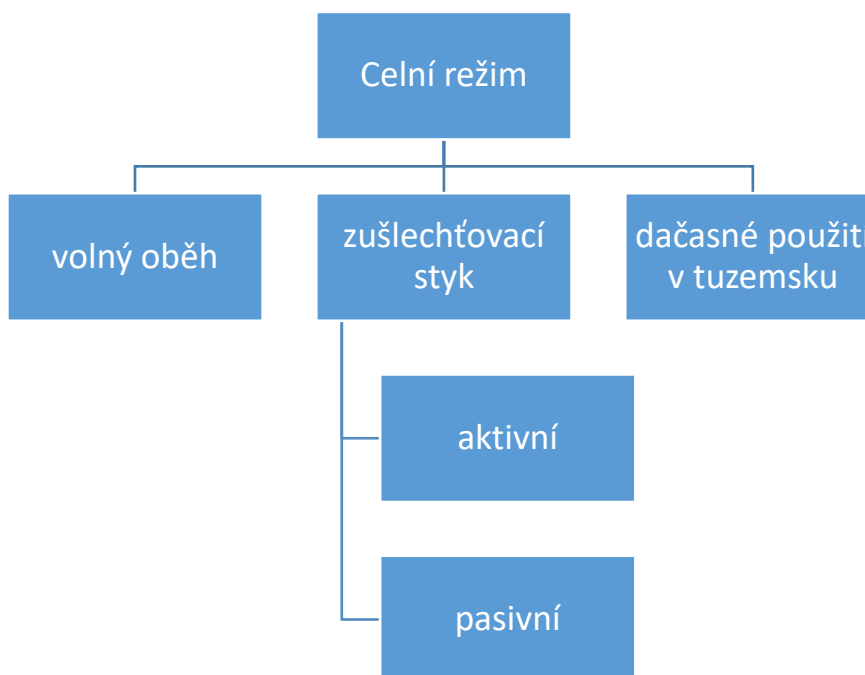 Celní režim
volný oběh
zušlechťovací
styk
dačasné použit
v tuzemsku
aktivní
pasivní